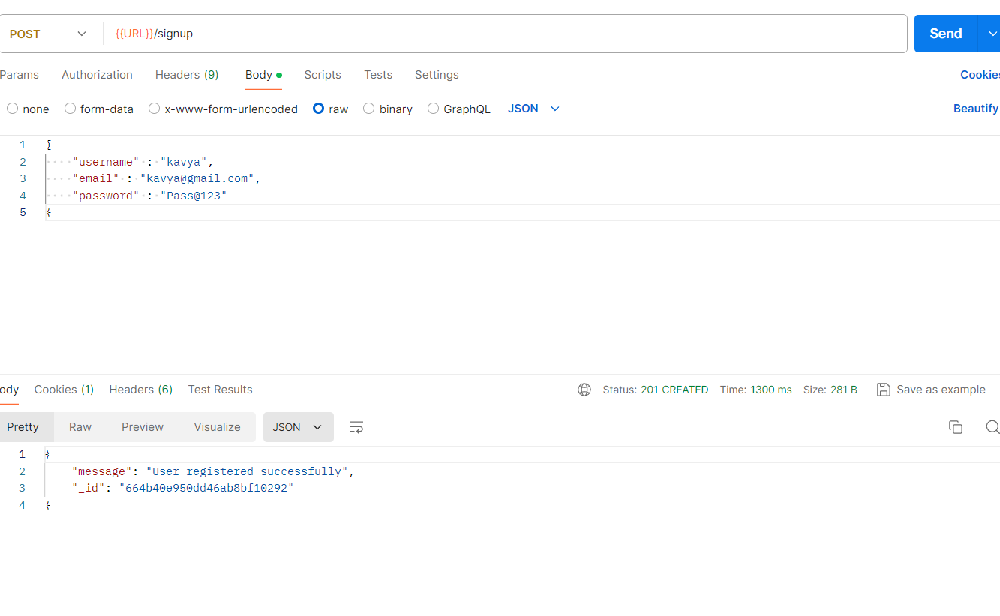 POST {{URL}}/signup Send
Params Authorization Headers (9) Body Scripts Tests Settings Cookies
none form-data x-www-form-urlencoded raw binary GraphQL JSON Beautify
1 {
2 "username" : "kavya",
3 "email" : "kavya@gmail.com",
4 "password" : "Pass@123"
5 }
ody Cookies (1) Headers (6) Test Results Status: 201 CREATED Time: 1300 ms Size: 281 B Save as example
Pretty Raw Preview Visualize JSON
1 {
2 "message": "User registered successfully",
3 "_id": "664b40e950dd46ab8bf10292"
4 }